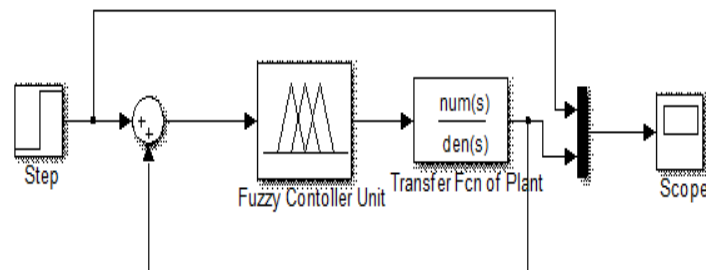 num(s)
den(s)
+
+
Step
Fuzzy Contoller Unit
Transfer Fcn of Plant
Scope